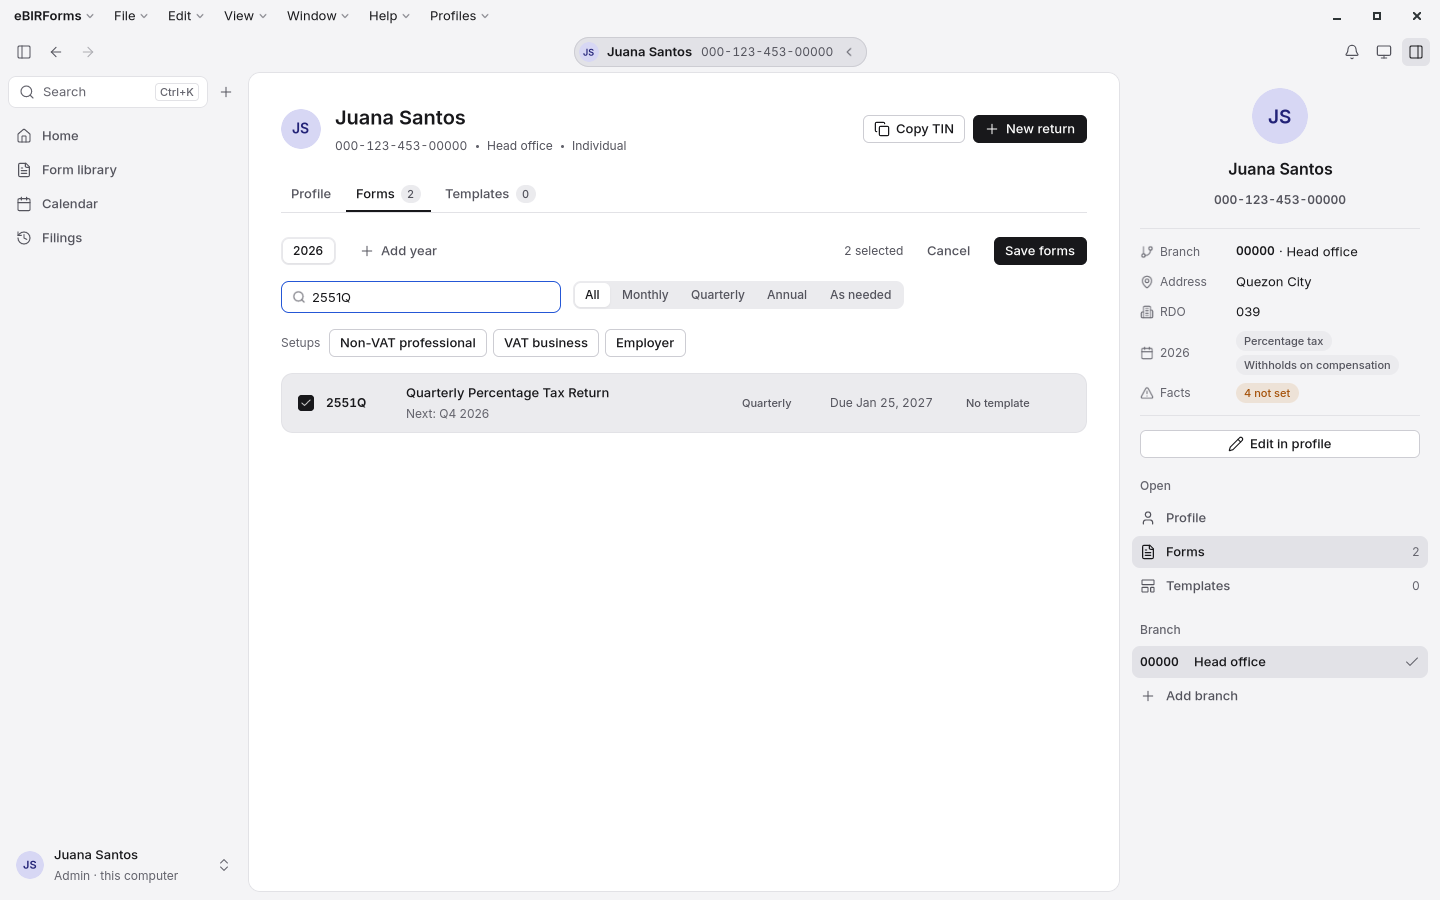 eBIRForms File Edit View Window Help Profiles
JS Juana Santos 000-123-453-00000
Search Ctrl+K
Home
Form library
Calendar
Filings
JS Juana Santos
Admin · this computer
JS Juana Santos
000-123-453-00000 • Head office • Individual
Copy TIN New return
Profile Forms 2 Templates 0
2026 Add year 2 selected Cancel Save forms
2551Q All Monthly Quarterly Annual As needed
Setups Non-VAT professional VAT business Employer
2551Q Quarterly Percentage Tax Return Quarterly Due Jan 25, 2027 No template
Next: Q4 2026
JS
Juana Santos
000-123-453-00000
Branch 00000 · Head office
Address Quezon City
RDO 039
2026 Percentage tax
Withholds on compensation
Facts 4 not set
Edit in profile
Open
Profile
Forms 2
Templates 0
Branch
00000 Head office
Add branch